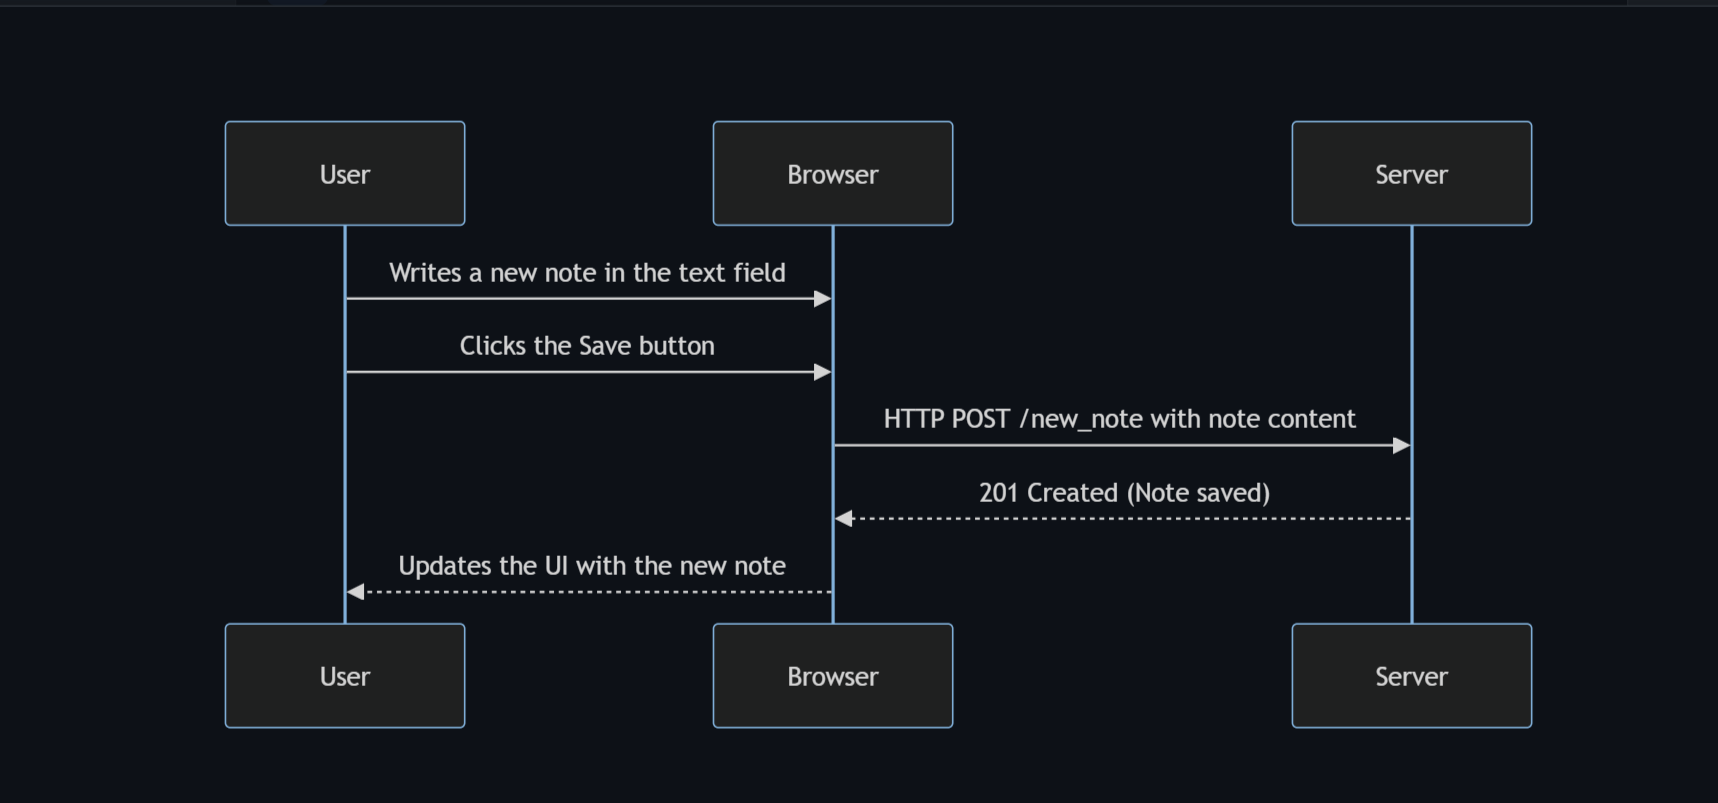 User
Browser
Server
Writes a new note in the text field
Clicks the Save button
HTTP POST /new_note with note content
201 Created (Note saved)
Updates the UI with the new note
User
Browser
Server